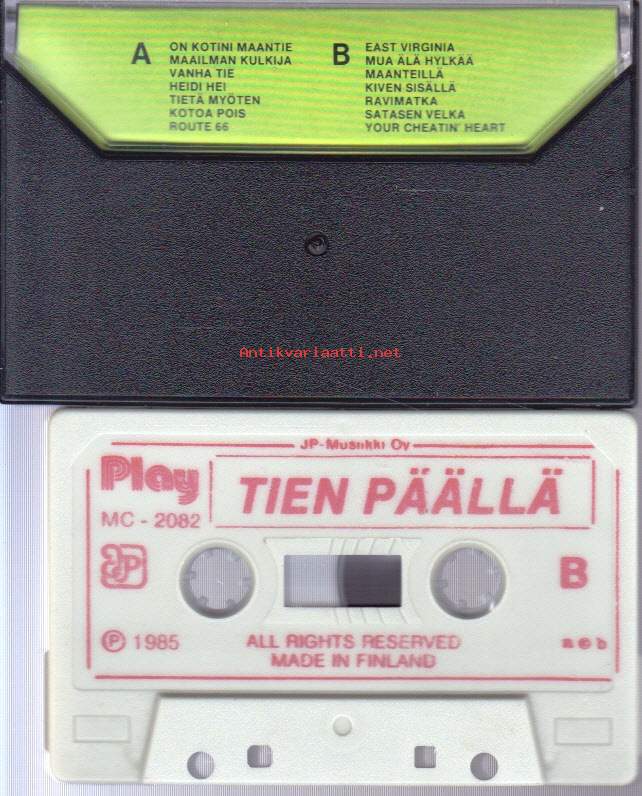 A
ON KOTINI MAANTIE
MAAILMAN KULKIJA
VANHA TIE
HEIDI HEI
TIETÄ MYÖTEN
KOTOA POIS
ROUTE 66
B
EAST VIRGINIA
MUA ÄLÄ HYLKÄÄ
MAANTEILLÄ
KIVEN SISÄLLÄ
RAVIMATKA
SATASEN VELKA
YOUR CHEATIN' HEART
Antikvariaatti.net
JP-Musiikki Oy
Play
TIEN PÄÄLLÄ
MC - 2082
JP
B
℗ 1985
ALL RIGHTS RESERVED
n©b
MADE IN FINLAND